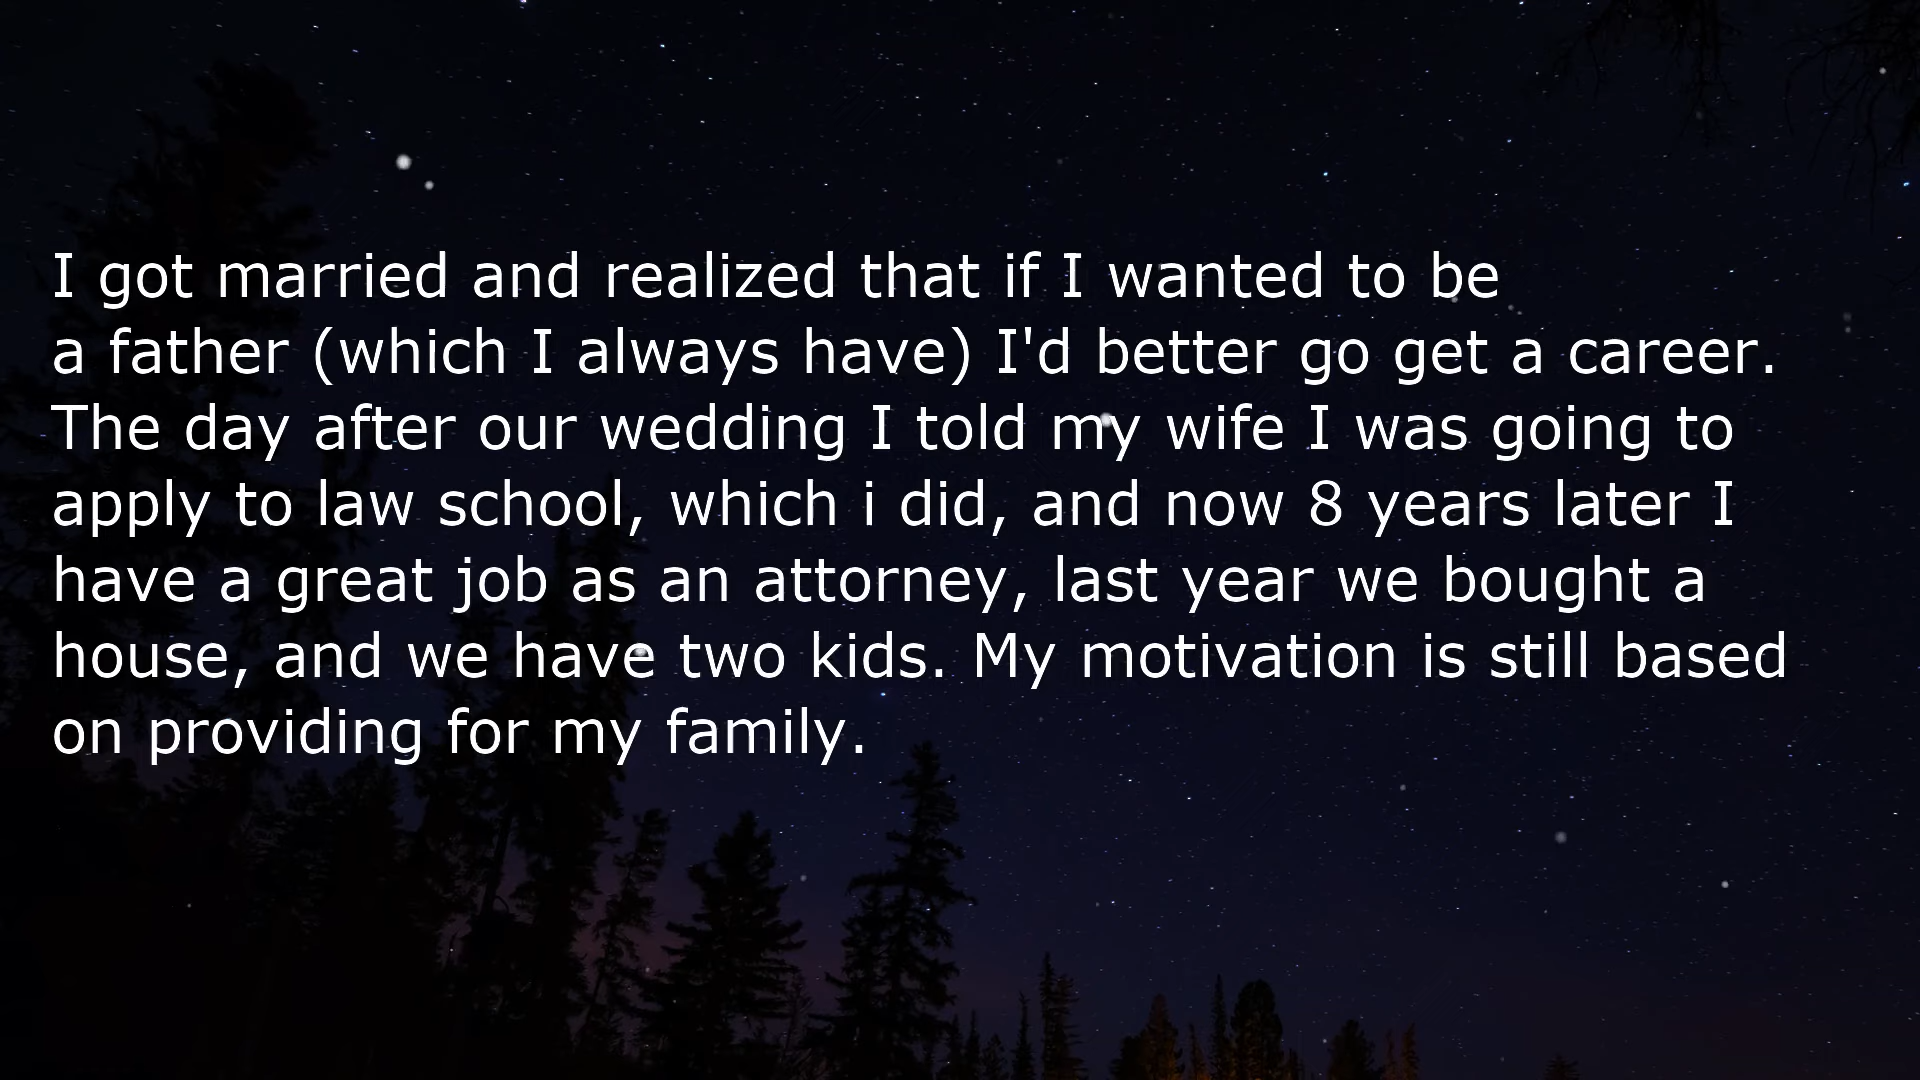 I got married and realized that if I wanted to be
a father (which I always have) I'd better go get a career.
The day after our wedding I told my wife I was going to
apply to law school, which i did, and now 8 years later I
have a great job as an attorney, last year we bought a
house, and we have two kids. My motivation is still based
on providing for my family.